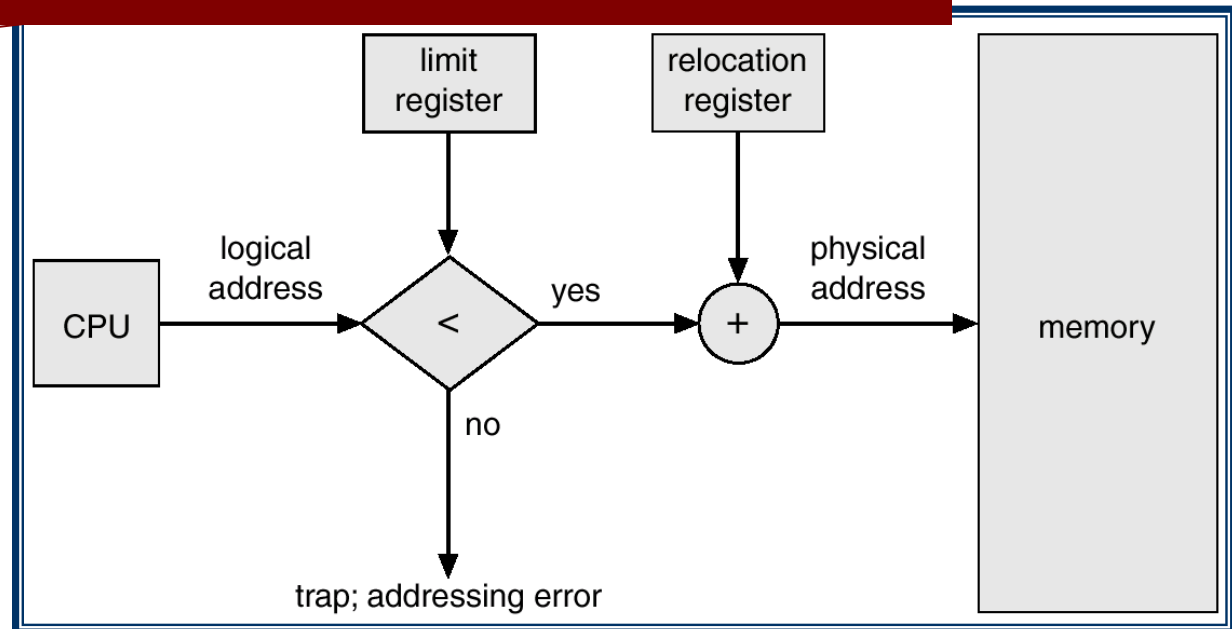 limit
register
relocation
register
logical
address
CPU
<
yes
+
physical
address
memory
no
trap; addressing error